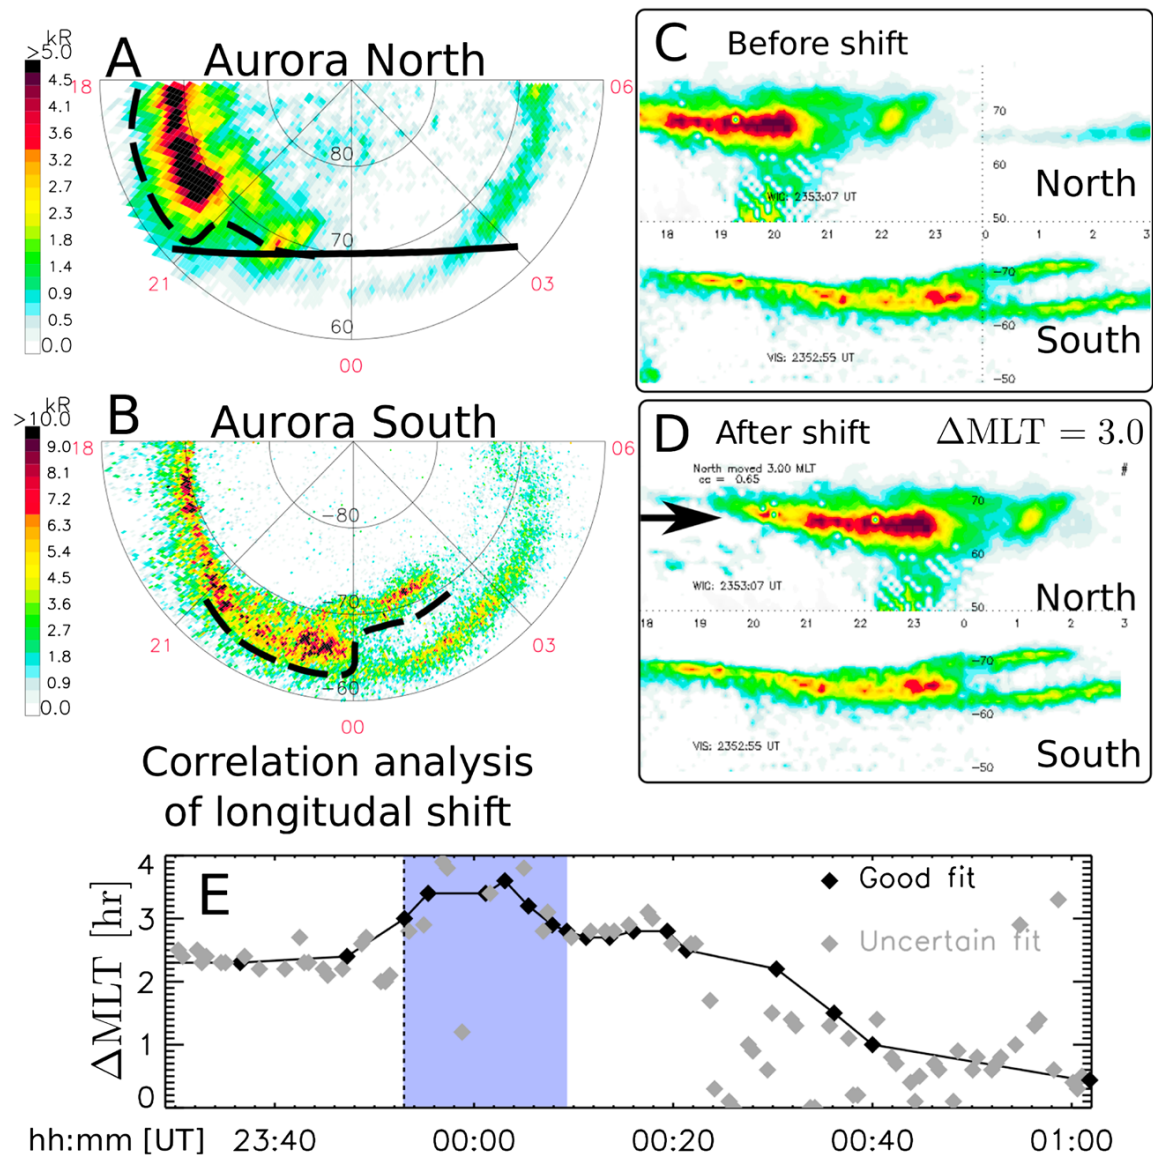 A Aurora North
kR
>5.0
4.5
4.1
3.6
3.2
2.7
2.3
1.8
1.4
0.9
0.5
0.0
18
06
80
70
60
21
03
00
B Aurora South
kR
>10.0
9.0
8.1
7.2
6.3
5.4
4.5
3.6
2.7
1.8
0.9
0.0
18
06
−80
−70
−60
21
03
00
C Before shift
70
60
North
WIC: 2353:07 UT
50
18 19 20 21 22 23 0 1 2 3
−70
−60
South
VIS: 2352:55 UT
−50
D After shift ΔMLT = 3.0
North moved 3.00 MLT
cc = 0.65
#
70
60
WIC: 2353:07 UT
North
50
18 19 20 21 22 23 0 1 2 3
−70
−60
VIS: 2352:55 UT
South
−50
Correlation analysis
of longitudal shift
E
Good fit
Uncertain fit
ΔMLT [hr]
4
3
2
1
0
hh:mm [UT] 23:40 00:00 00:20 00:40 01:00